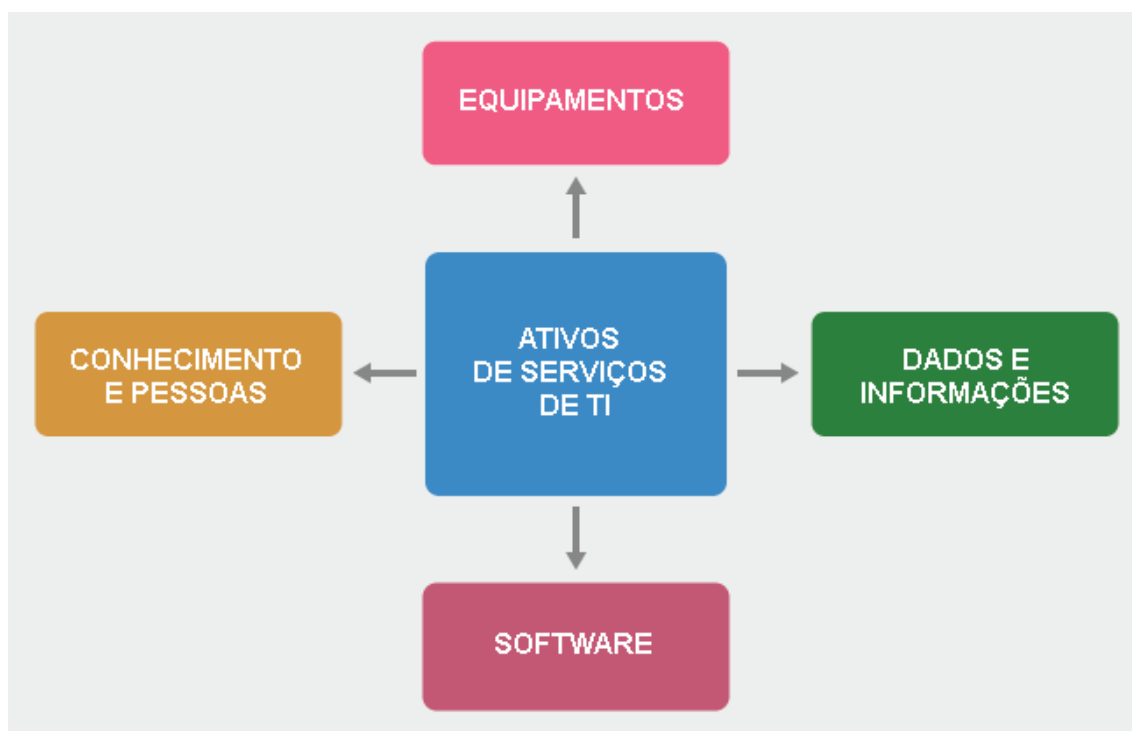 EQUIPAMENTOS
CONHECIMENTO
E PESSOAS
ATIVOS
DE SERVIÇOS
DE TI
DADOS E
INFORMAÇÕES
SOFTWARE